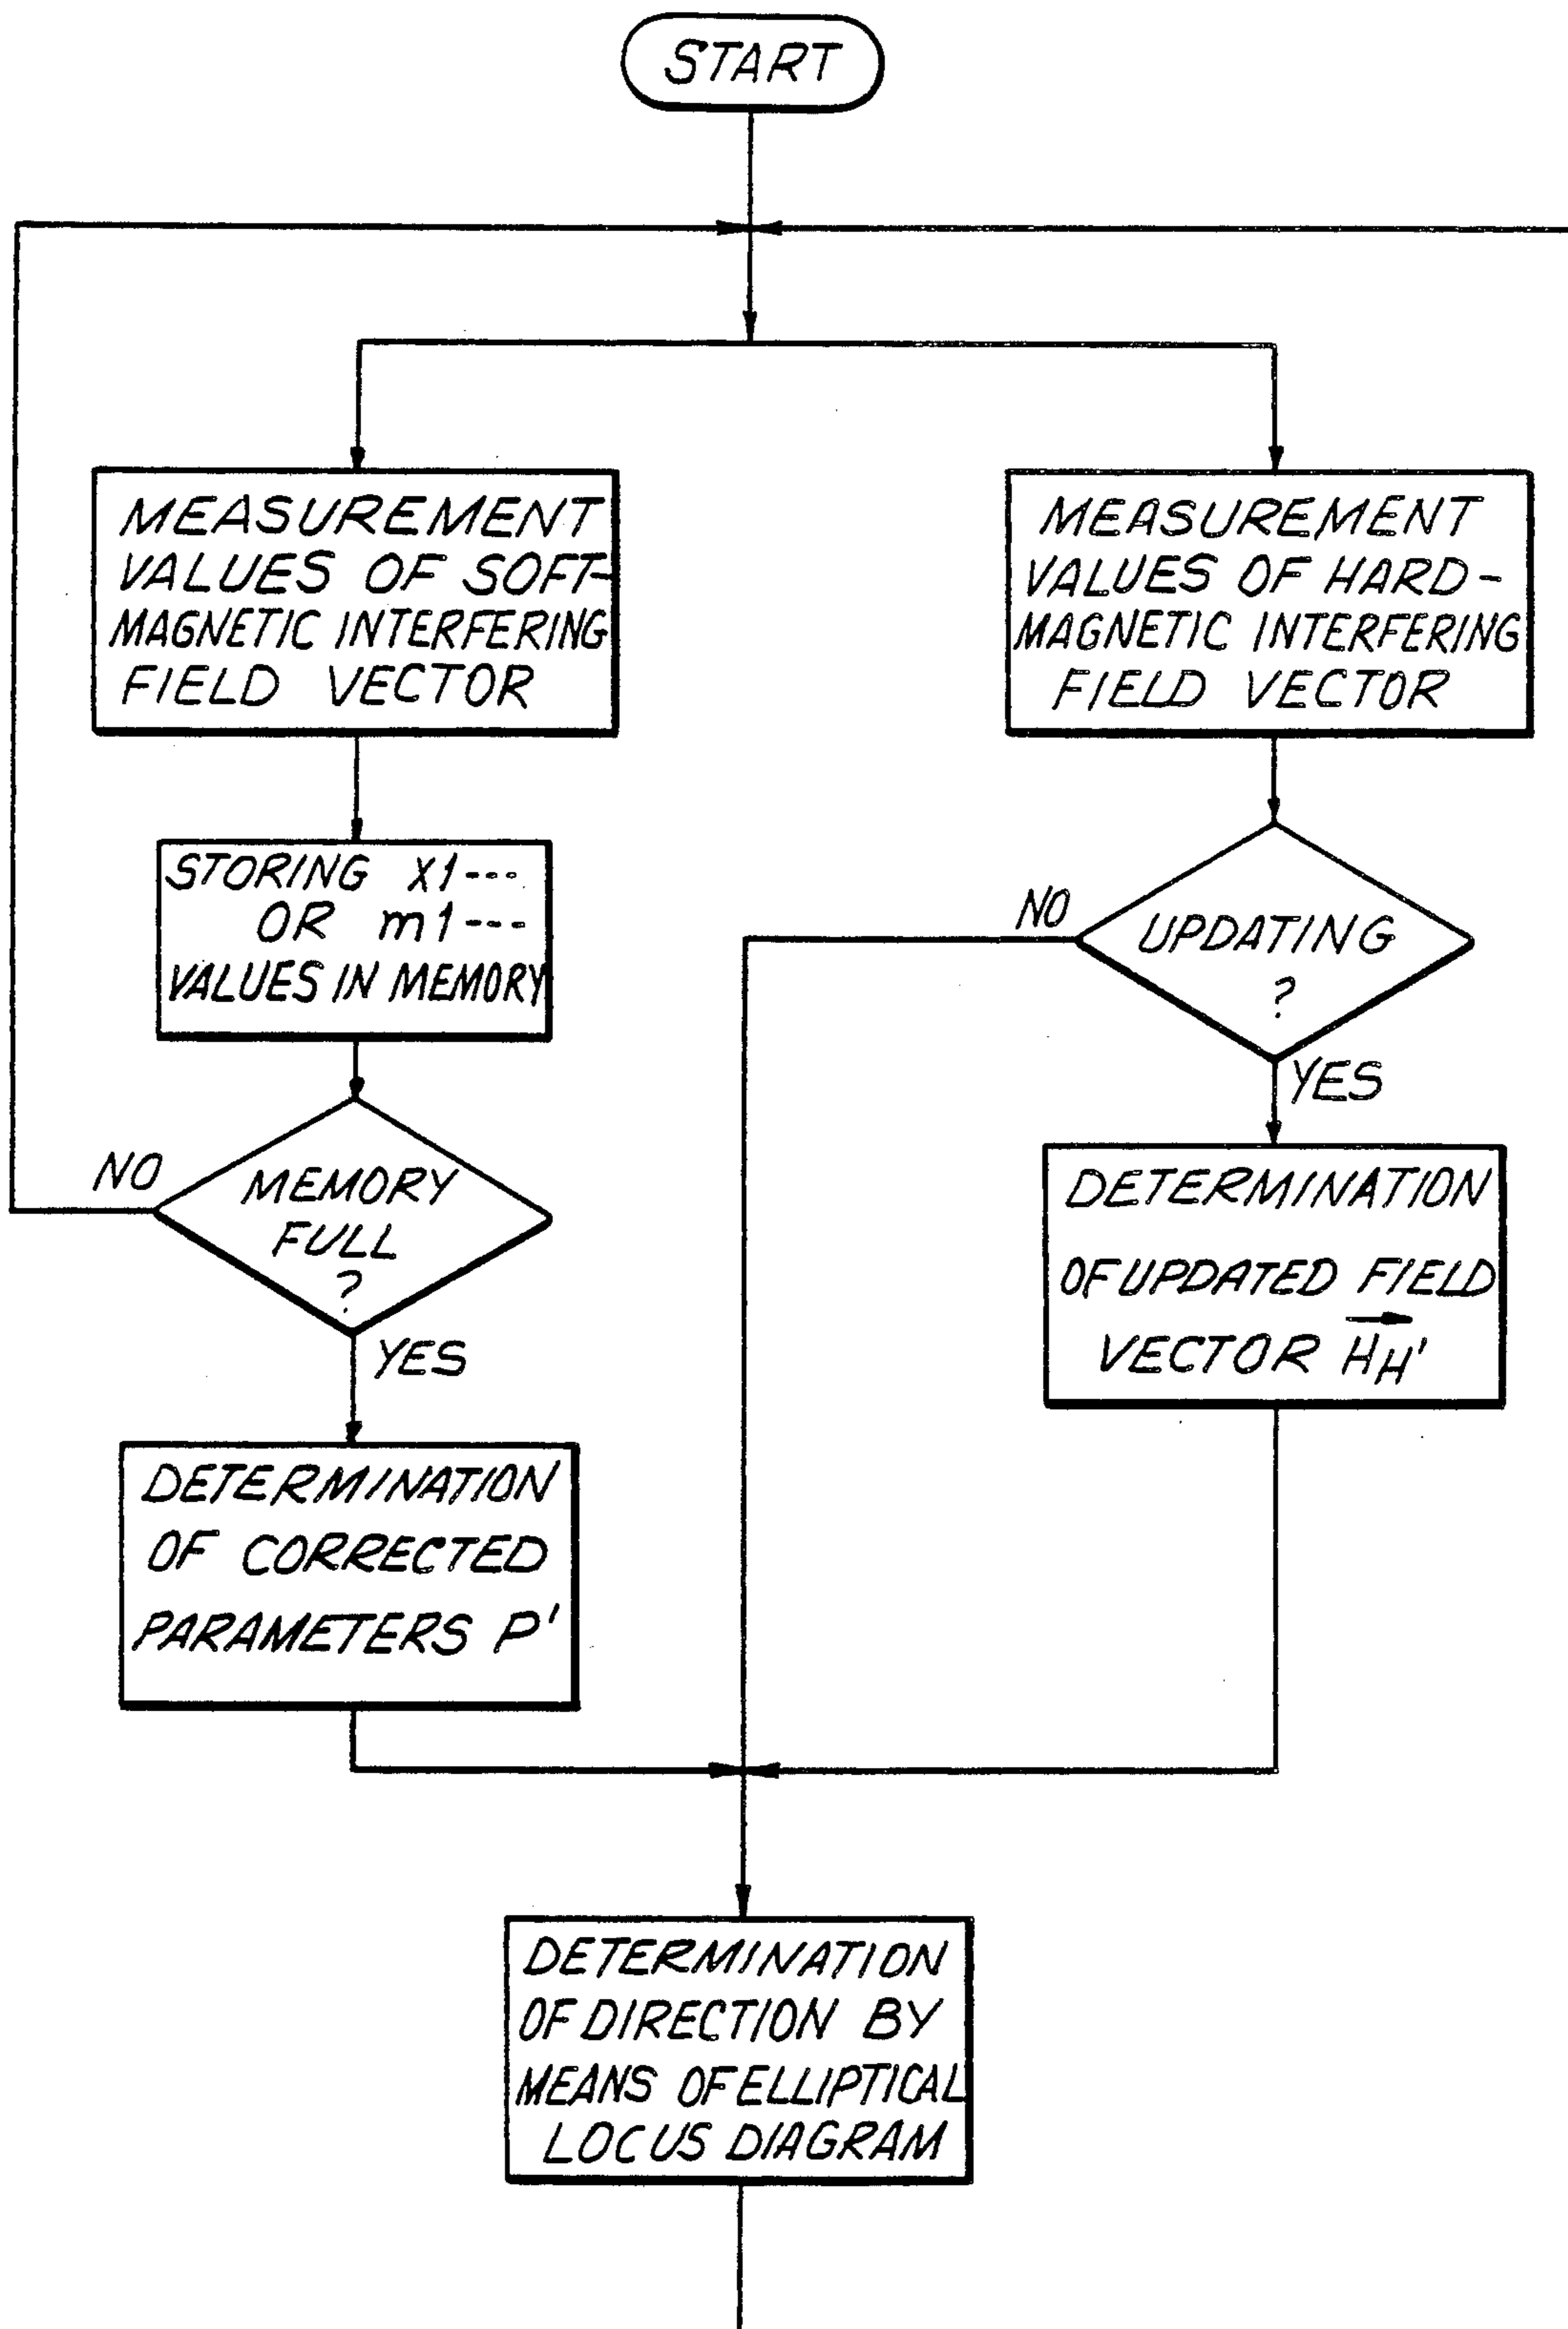 START
MEASUREMENT
VALUES OF SOFT-
MAGNETIC INTERFERING
FIELD VECTOR
MEASUREMENT
VALUES OF HARD-
MAGNETIC INTERFERING
FIELD VECTOR
STORING x1---
OR m1---
VALUES IN MEMORY
NO
UPDATING
?
YES
NO
MEMORY
FULL
?
YES
DETERMINATION
OF UPDATED FIELD
VECTOR HH'
DETERMINATION
OF CORRECTED
PARAMETERS P'
DETERMINATION
OF DIRECTION BY
MEANS OF ELLIPTICAL
LOCUS DIAGRAM